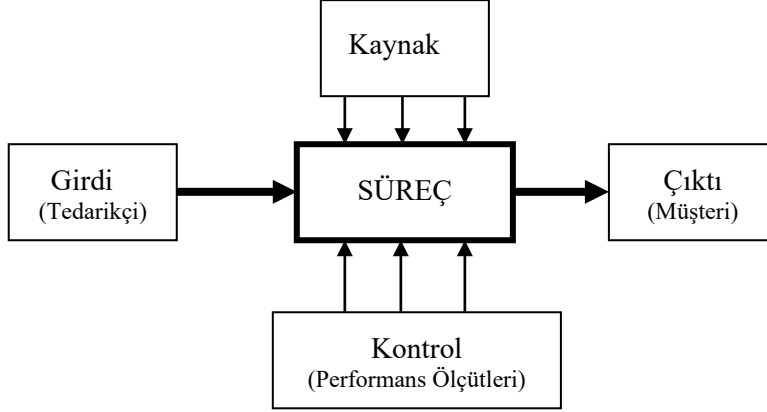 Kaynak
Girdi
(Tedarikçi)
SÜREÇ
Çıktı
(Müşteri)
Kontrol
(Performans Ölçütleri)